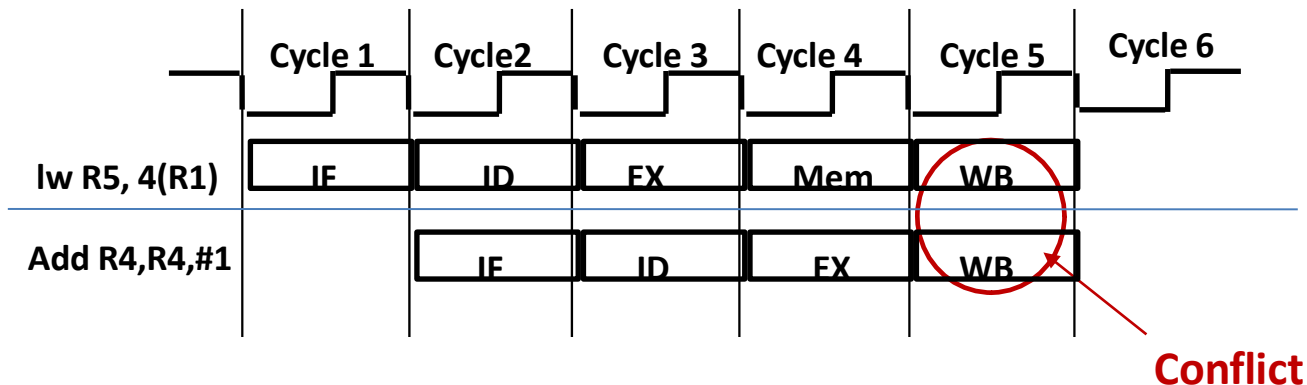 Cycle 1 Cycle2 Cycle 3 Cycle 4 Cycle 5 Cycle 6
lw R5, 4(R1) IF ID EX Mem WB
Add R4,R4,#1 IF ID EX WB
Conflict